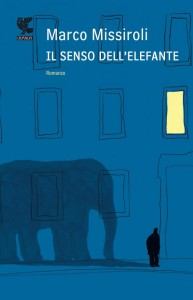 Marco Missiroli
IL SENSO DELL'ELEFANTE
Romanzo